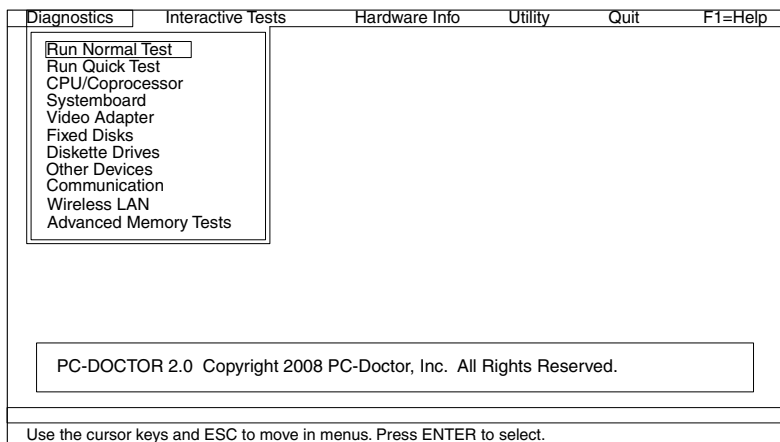 Diagnostics Interactive Tests Hardware Info Utility Quit F1=Help
Run Normal Test
Run Quick Test
CPU/Coprocessor
Systemboard
Video Adapter
Fixed Disks
Diskette Drives
Other Devices
Communication
Wireless LAN
Advanced Memory Tests
PC-DOCTOR 2.0 Copyright 2008 PC-Doctor, Inc. All Rights Reserved.
Use the cursor keys and ESC to move in menus. Press ENTER to select.